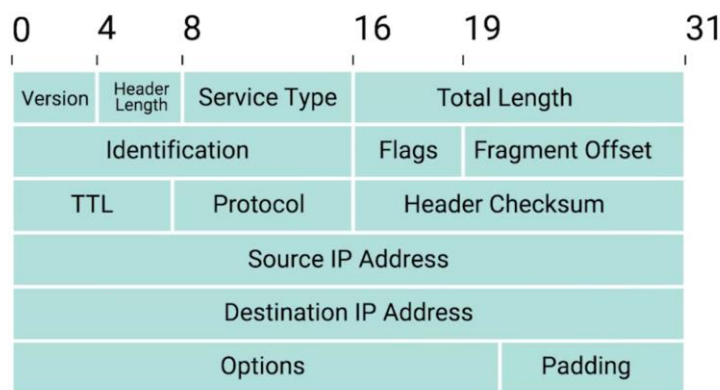 0 4 8 16 19 31
Version Header Length Service Type Total Length
Identification Flags Fragment Offset
TTL Protocol Header Checksum
Source IP Address
Destination IP Address
Options Padding